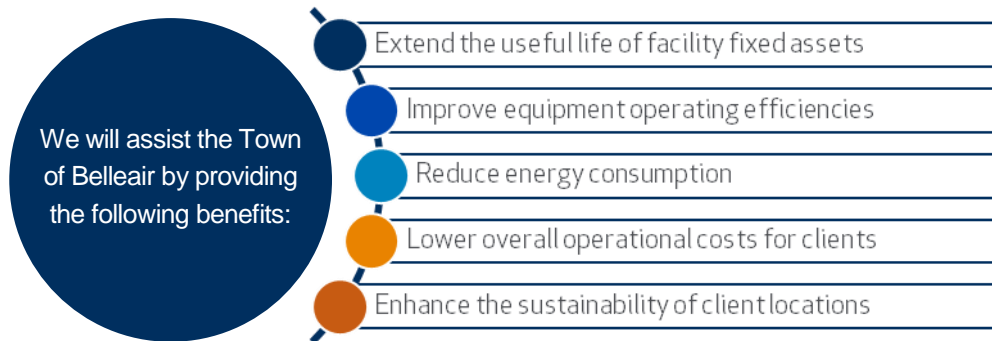 We will assist the Town
of Belleair by providing
the following benefits:
Extend the useful life of facility fixed assets
Improve equipment operating efficiencies
Reduce energy consumption
Lower overall operational costs for clients
Enhance the sustainability of client locations